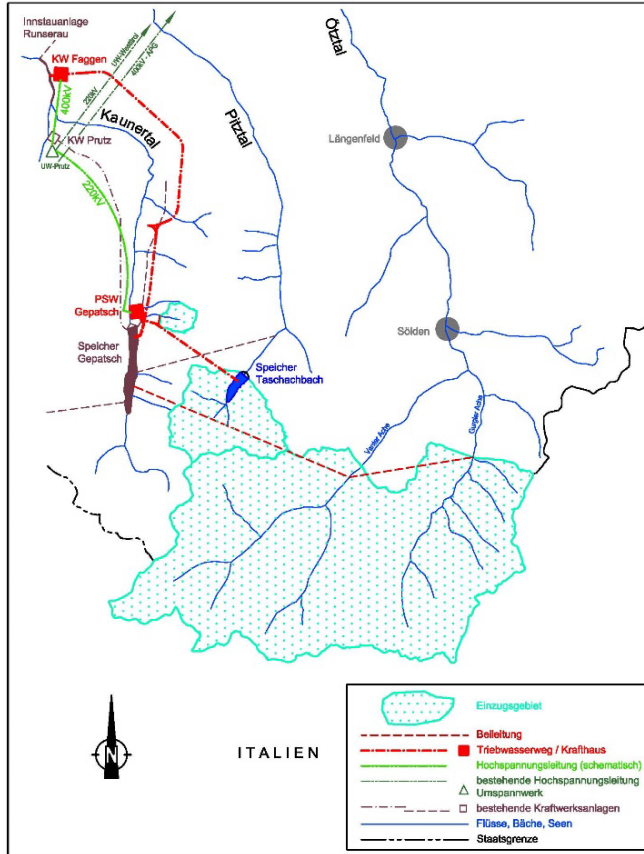 Innstauanlage
Runserau
KW Faggen
400kV
220kV
UW-Westtirol
400kV - APG
Kaunertal
KW Prutz
UW-Prutz
220kV
Pitztal
Ötztal
Längenfeld
Sölden
PSW
Gepatsch
Speicher
Gepatsch
Speicher
Taschachbach
Venter Ache
Gurgler Ache
N
ITALIEN
Einzugsgebiet
Beileitung
Triebwasserweg / Krafthaus
Hochspannungsleitung (schematisch)
bestehende Hochspannungsleitung
Umspannwerk
bestehende Kraftwerksanlagen
Flüsse, Bäche, Seen
Staatsgrenze